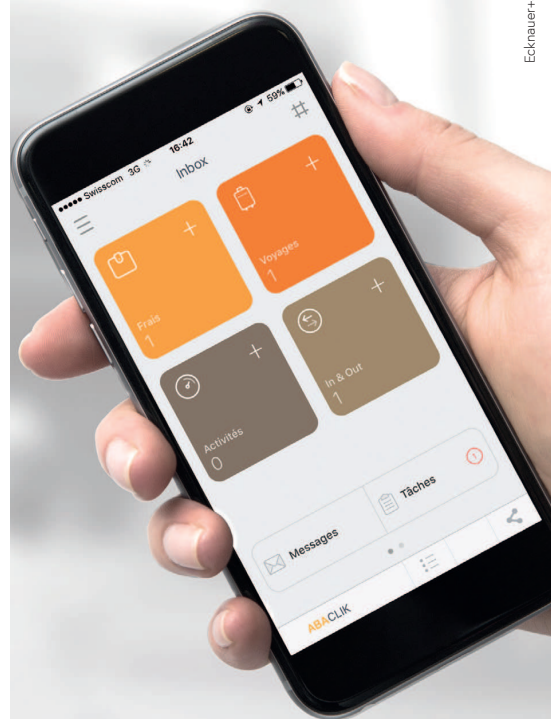 Ecknauer+
Swisscom 3G 16:42 59%
Inbox
Frais
1
Voyages
1
Activités
0
In & Out
1
Messages
Tâches
1
ABACLIK